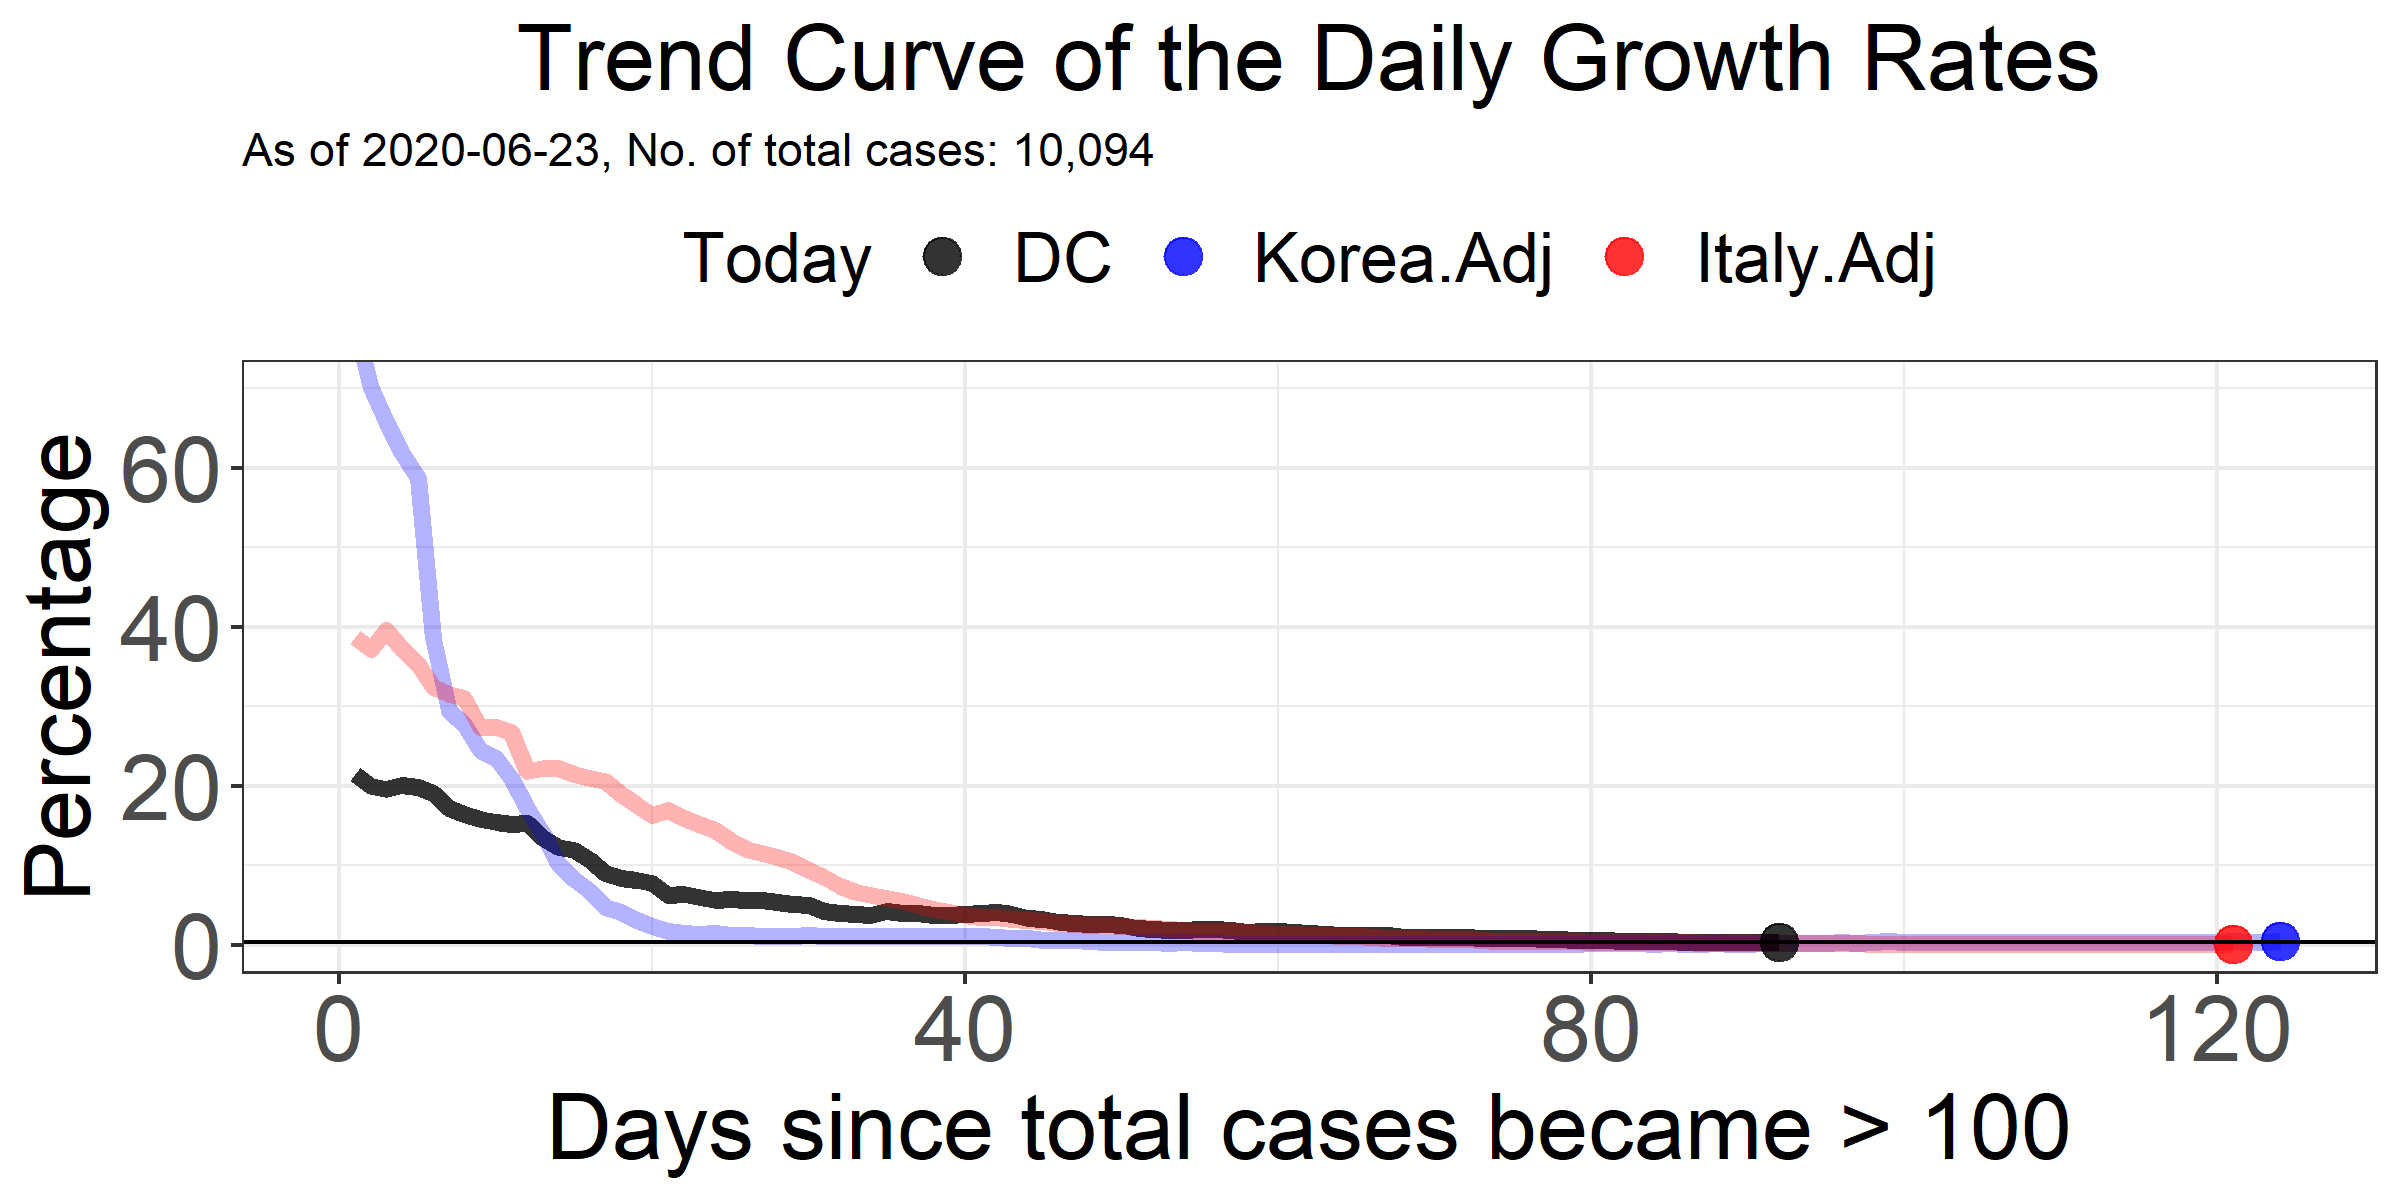 Trend Curve of the Daily Growth Rates
As of 2020-06-23, No. of total cases: 10,094
Today DC Korea.Adj Italy.Adj
Percentage
60
40
20
0
0 40 80 120
Days since total cases became > 100